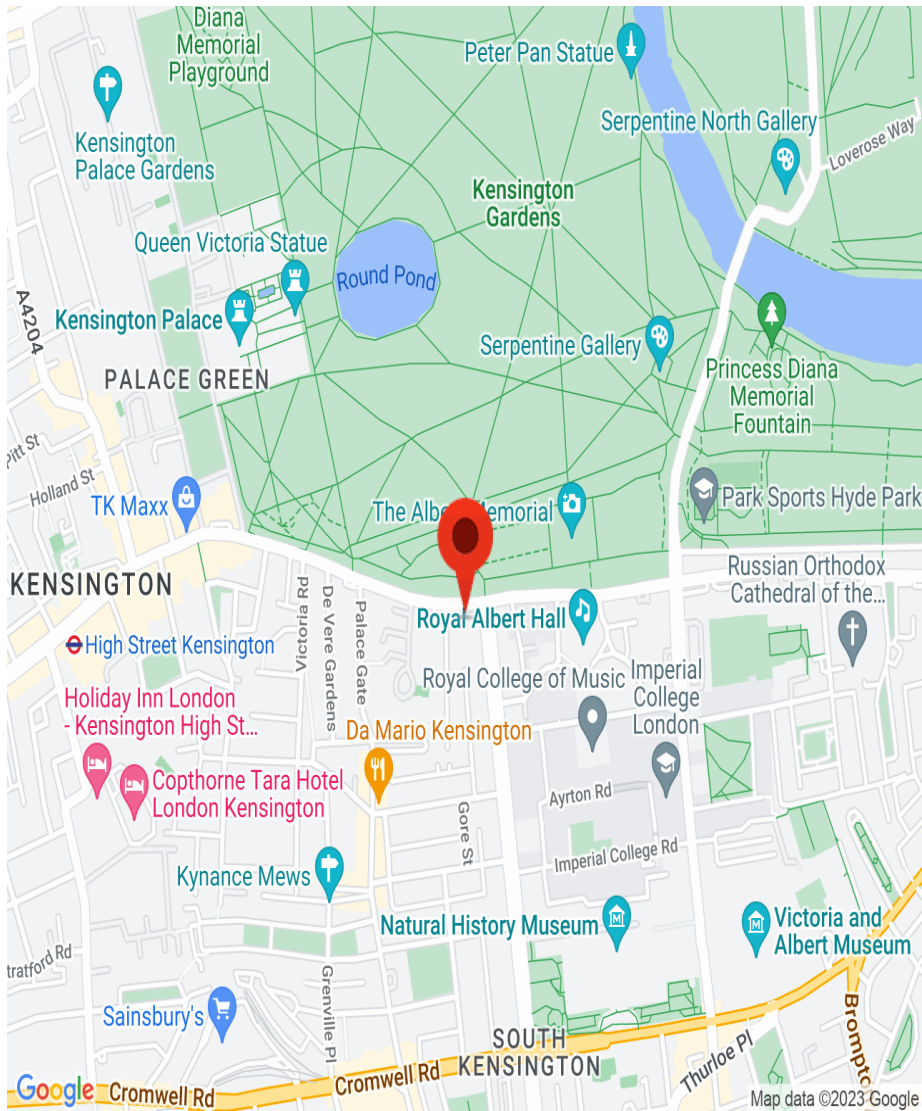 Diana
Memorial
Playground
Peter Pan Statue
Kensington
Palace Gardens
Serpentine North Gallery
Loverose Way
Kensington
Gardens
Queen Victoria Statue
Round Pond
A4204
Kensington Palace
Serpentine Gallery
PALACE GREEN
Princess Diana
Memorial
Fountain
Pitt St
Holland St
TK Maxx
The Albe
emorial
Park Sports Hyde Park
KENSINGTON
Russian Orthodox
Cathedral of the...
Victoria Rd
De Vere Gardens
Palace Gate
Royal Albert Hall
High Street Kensington
Royal College of Music
Imperial
College
London
Holiday Inn London
- Kensington High St...
Da Mario Kensington
Copthorne Tara Hotel
London Kensington
Ayrton Rd
Gore St
Imperial College Rd
Kynance Mews
Natural History Museum
Victoria and
Albert Museum
tratford Rd
Grenville Pl
Sainsbury's
SOUTH
KENSINGTON
Thurloe Pl
Brompto
Google
Cromwell Rd
Cromwell Rd
Map data ©2023 Google